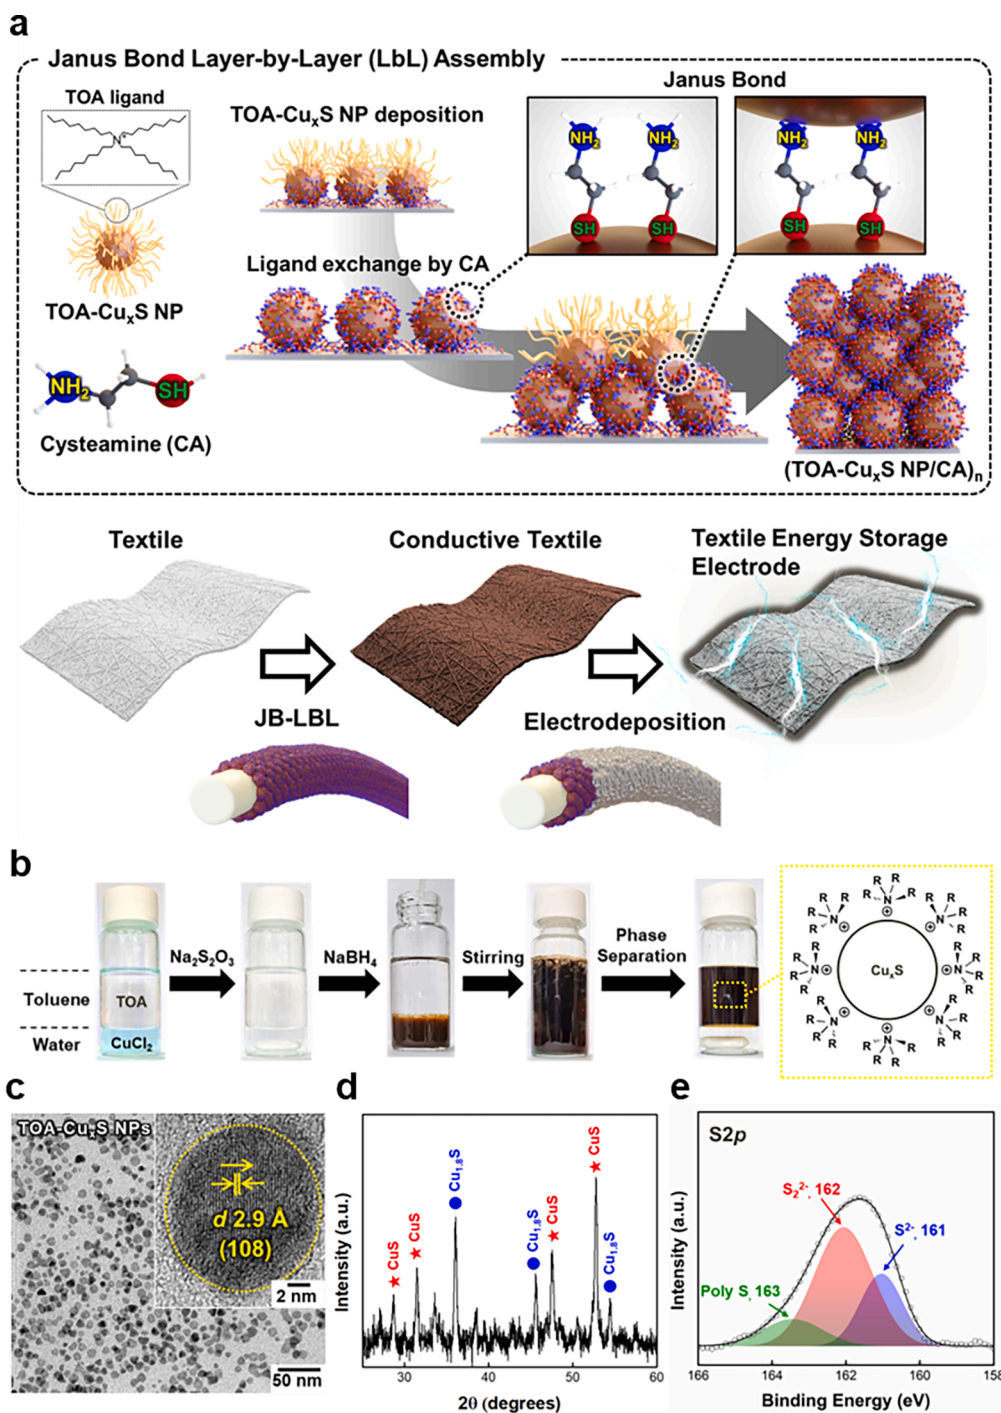 a
Janus Bond Layer-by-Layer (LbL) Assembly
TOA ligand
N
+
TOA-CuₓS NP
NH₂
SH
Cysteamine (CA)
TOA-CuₓS NP deposition
Ligand exchange by CA
Janus Bond
NH₂
NH₂
SH
SH
NH₂
NH₂
SH
SH
(TOA-CuₓS NP/CA)ₙ
Textile
Conductive Textile
Textile Energy Storage
Electrode
JB-LBL
Electrodeposition
b
Toluene
Water
TOA
CuCl₂
Na₂S₂O₃
NaBH₄
Stirring
Phase
Separation
CuₓS
R R R N ⊕
R R R N ⊕
R R R N ⊕
R R R N ⊕
R R R N ⊕
R R R N ⊕
R R R N ⊕
R R R N ⊕
c
TOA-CuₓS NPs
d 2.9 Å
(108)
2 nm
50 nm
d
Intensity (a.u.)
★ CuS
★ CuS
● Cu₁.₈S
● Cu₁.₈S
★ CuS
★ CuS
● Cu₁.₈S
30 40 50 60
2θ (degrees)
e
S2p
Intensity (a.u.)
S₂²⁻, 162
S²⁻, 161
Poly S, 163
166 164 162 160 158
Binding Energy (eV)